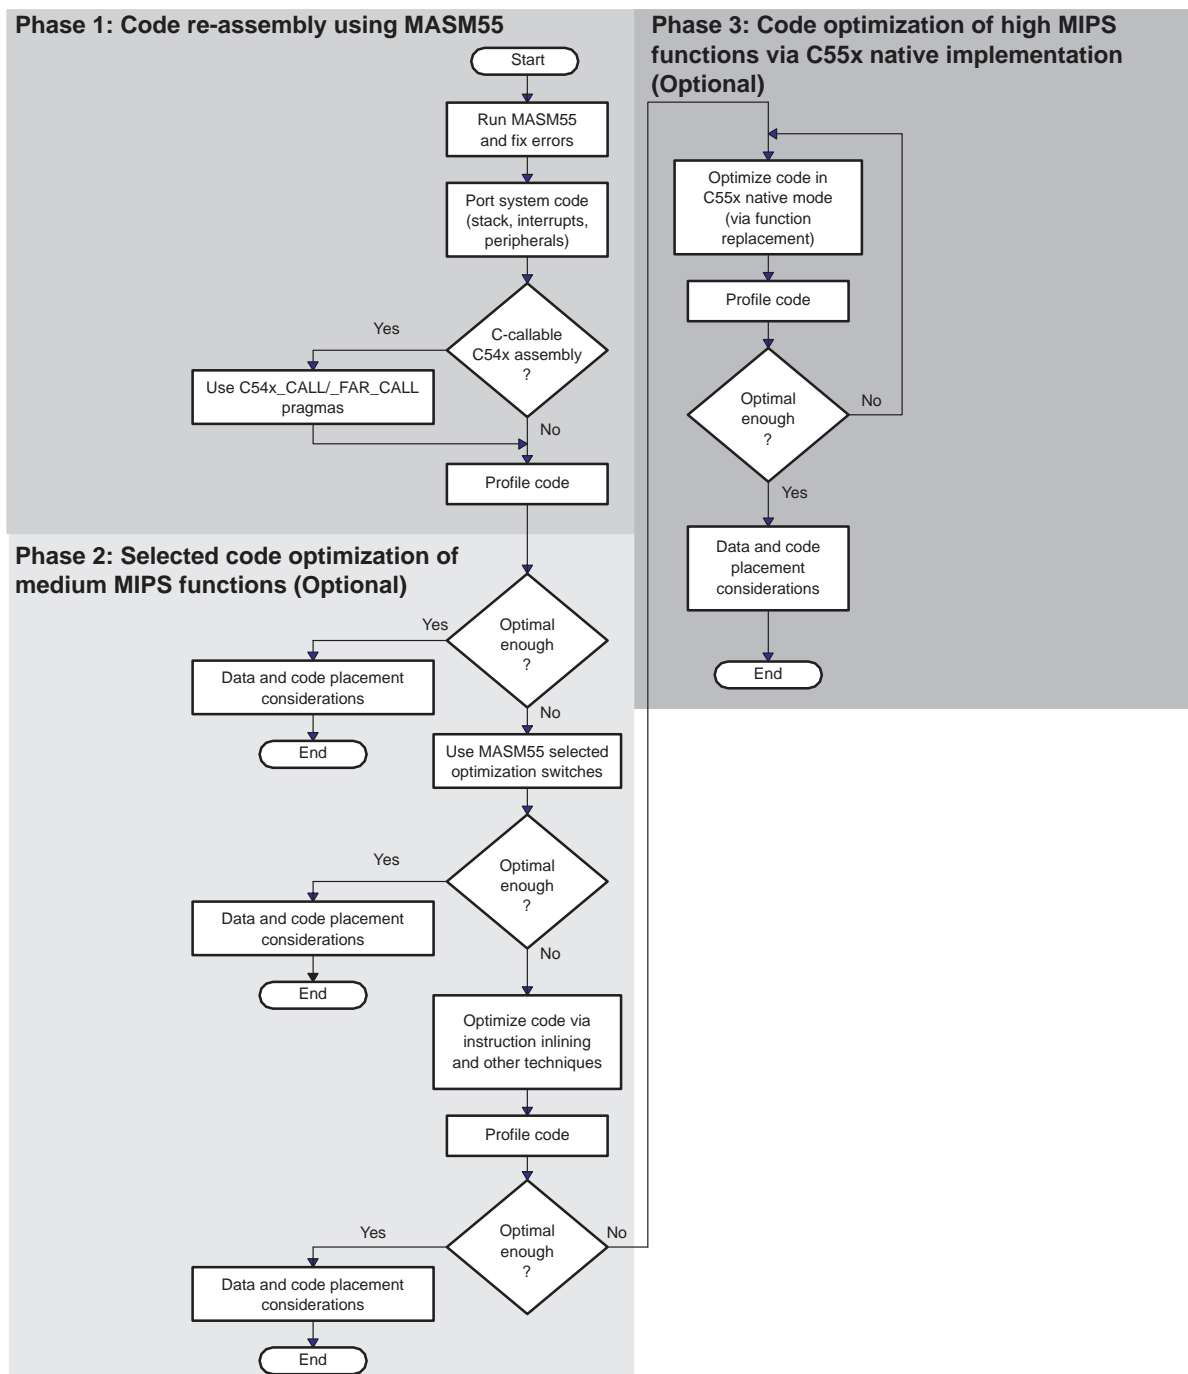 Phase 1: Code re-assembly using MASM55
Start
Run MASM55
and fix errors
Port system code
(stack, interrupts,
peripherals)
C-callable
C54x assembly
?
Yes
Use C54x_CALL/_FAR_CALL
pragmas
No
Profile code
Phase 2: Selected code optimization of
medium MIPS functions (Optional)
Optimal
enough
?
Yes
Data and code placement
considerations
End
No
Use MASM55 selected
optimization switches
Optimal
enough
?
Yes
Data and code placement
considerations
End
No
Optimize code via
instruction inlining
and other techniques
Profile code
Optimal
enough
?
Yes
No
Data and code placement
considerations
End
Phase 3: Code optimization of high MIPS
functions via C55x native implementation
(Optional)
Optimize code in
C55x native mode
(via function
replacement)
Profile code
Optimal
enough
?
No
Yes
Data and code
placement
considerations
End